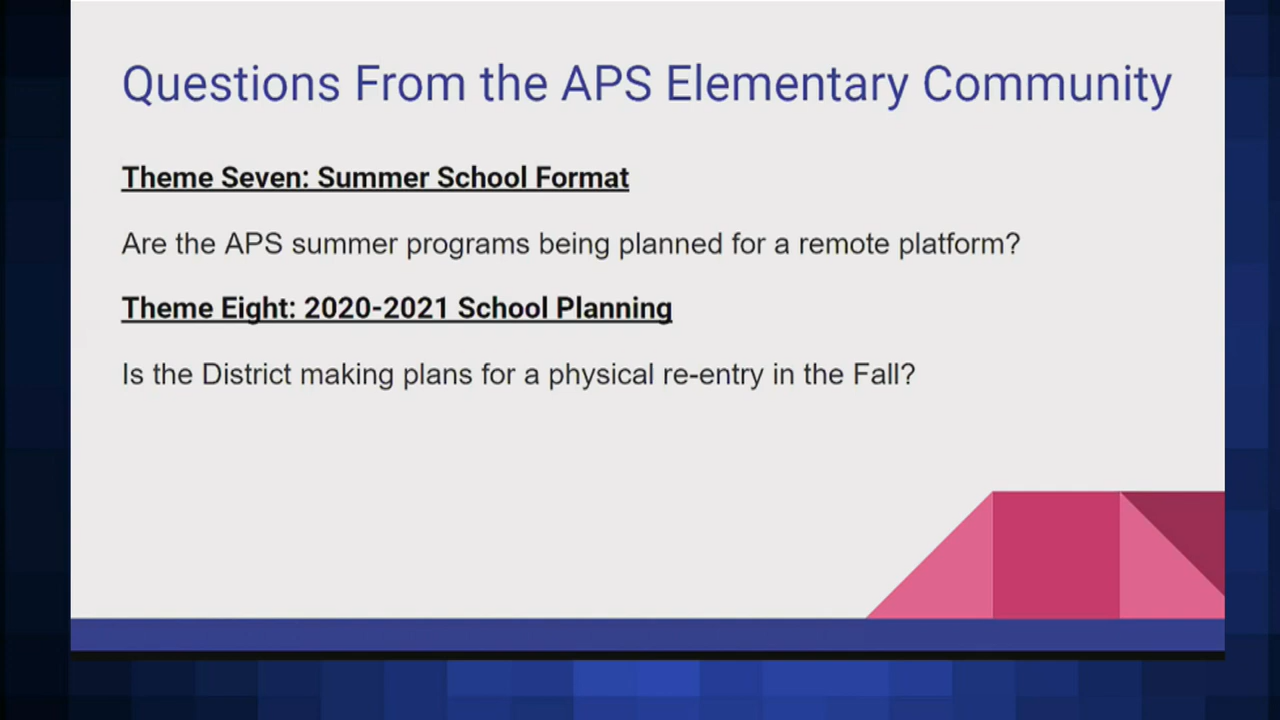 Questions From the APS Elementary Community
Theme Seven: Summer School Format
Are the APS summer programs being planned for a remote platform?
Theme Eight: 2020-2021 School Planning
Is the District making plans for a physical re-entry in the Fall?